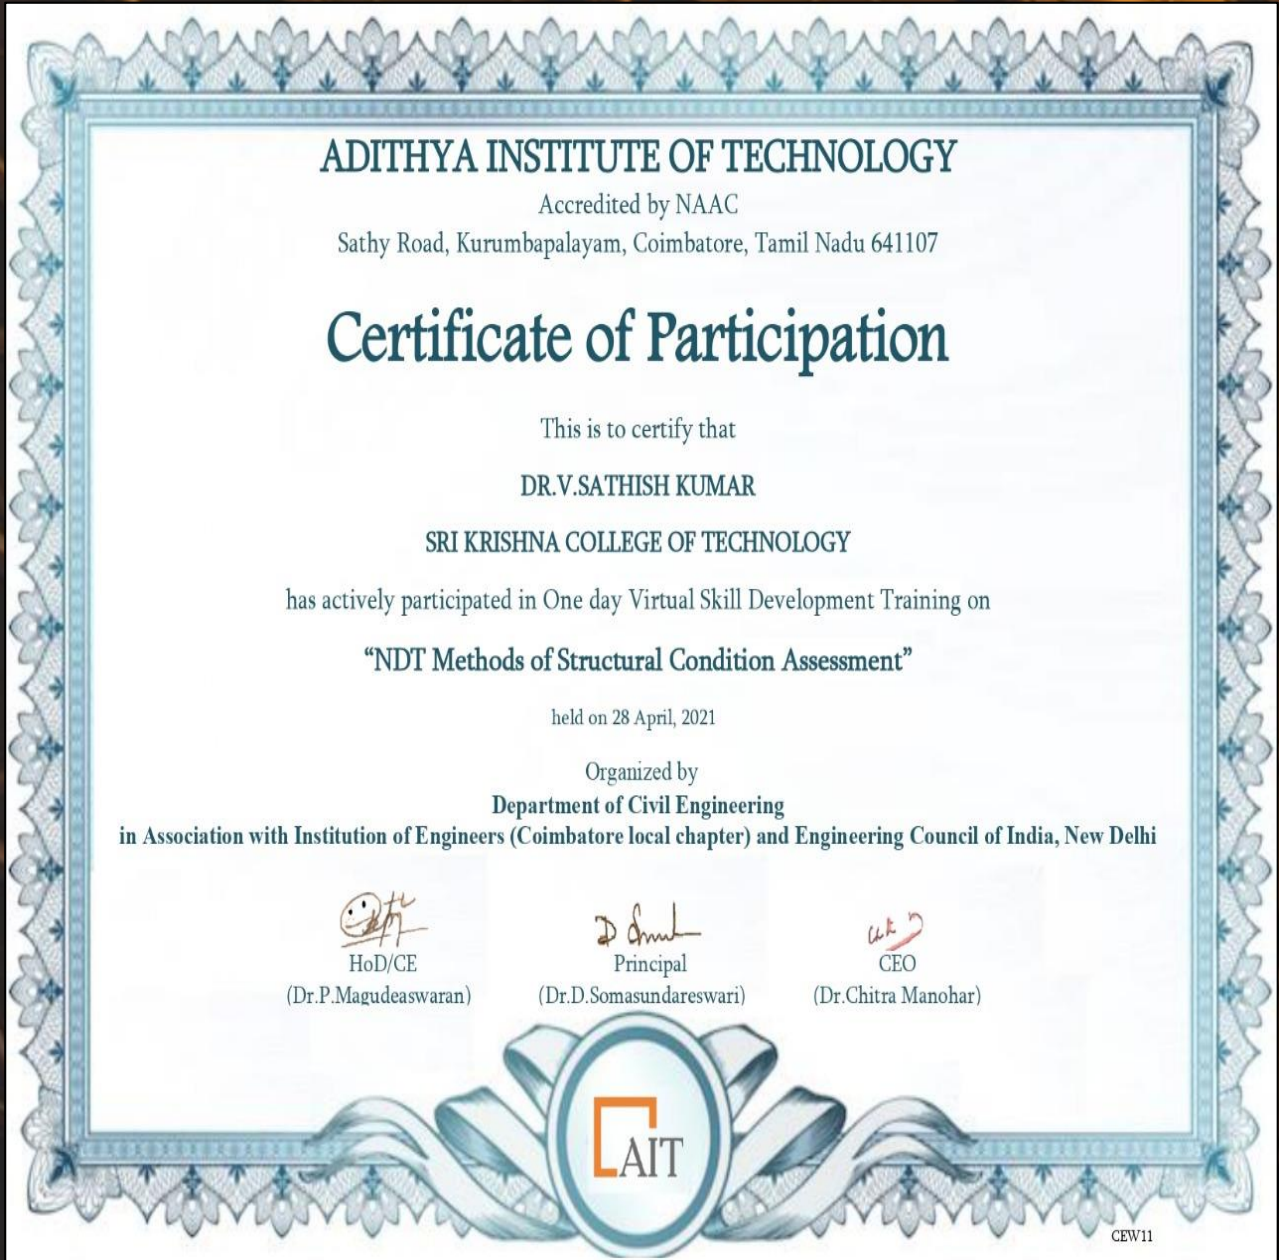 ADITHYA INSTITUTE OF TECHNOLOGY
Accredited by NAAC
Sathy Road, Kurumbapalayam, Coimbatore, Tamil Nadu 641107
Certificate of Participation
This is to certify that
DR.V.SATHISH KUMAR
SRI KRISHNA COLLEGE OF TECHNOLOGY
has actively participated in One day Virtual Skill Development Training on
“NDT Methods of Structural Condition Assessment”
held on 28 April, 2021
Organized by
Department of Civil Engineering
in Association with Institution of Engineers (Coimbatore local chapter) and Engineering Council of India, New Delhi
HoD/CE Principal CEO
(Dr.P.Magudeaswaran) (Dr.D.Somasundareswari) (Dr.Chitra Manohar)
AIT
CEW11